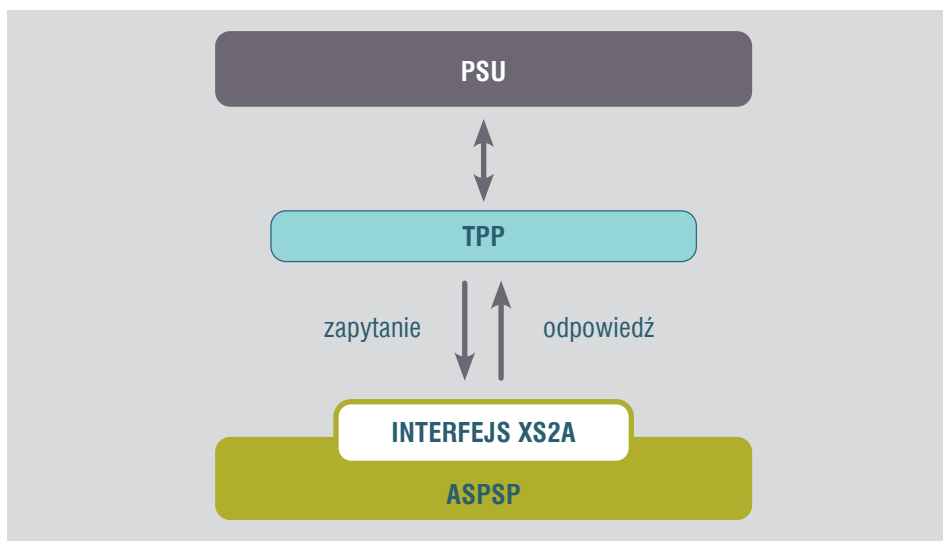 PSU
TPP
zapytanie
odpowiedź
INTERFEJS XS2A
ASPSP